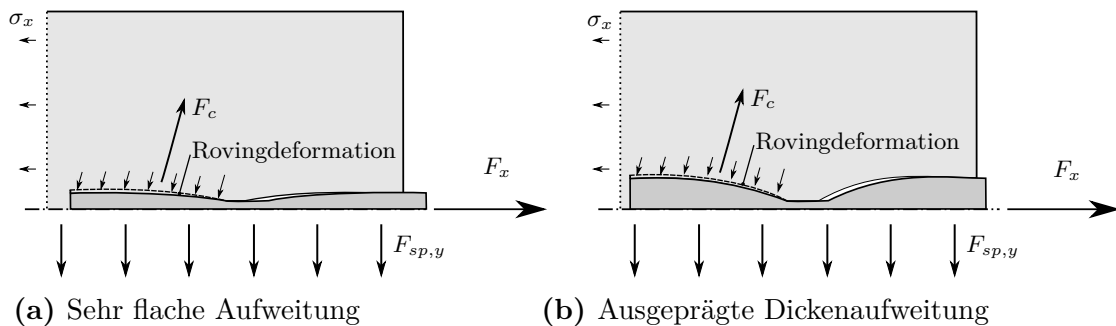 σx
Fc
Rovingdeformation
Fx
Fsp,y
(a) Sehr flache Aufweitung
σx
Fc
Rovingdeformation
Fx
Fsp,y
(b) Ausgeprägte Dickenaufweitung